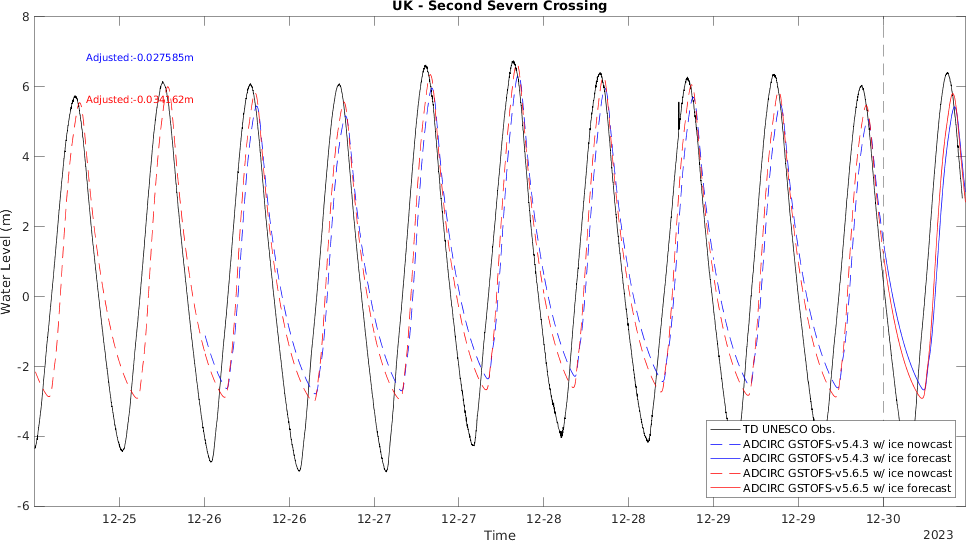 UK - Second Severn Crossing
8
6
4
2
0
-2
-4
-6
Water Level (m)
Adjusted:-0.027585m
Adjusted:-0.034162m
TD UNESCO Obs.
ADCIRC GSTOFS-v5.4.3 w/ ice nowcast
ADCIRC GSTOFS-v5.4.3 w/ ice forecast
ADCIRC GSTOFS-v5.6.5 w/ ice nowcast
ADCIRC GSTOFS-v5.6.5 w/ ice forecast
12-25 12-26 12-26 12-27 12-27 12-28 12-28 12-29 12-29 12-30
Time
2023